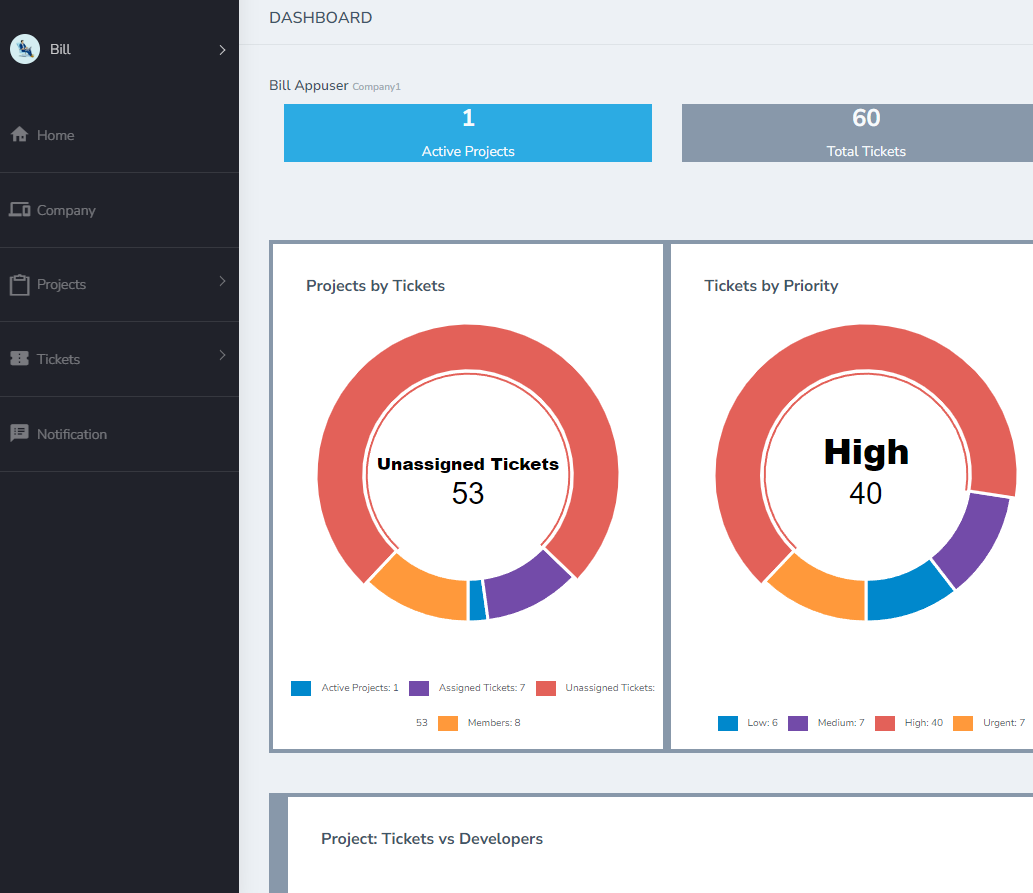 DASHBOARD
Bill
Home
Company
Projects
Tickets
Notification
Bill Appuser Company1
1
Active Projects
60
Total Tickets
Projects by Tickets
Unassigned Tickets
53
Active Projects: 1 Assigned Tickets: 7 Unassigned Tickets:
53 Members: 8
Tickets by Priority
High
40
Low: 6 Medium: 7 High: 40 Urgent: 7
Project: Tickets vs Developers